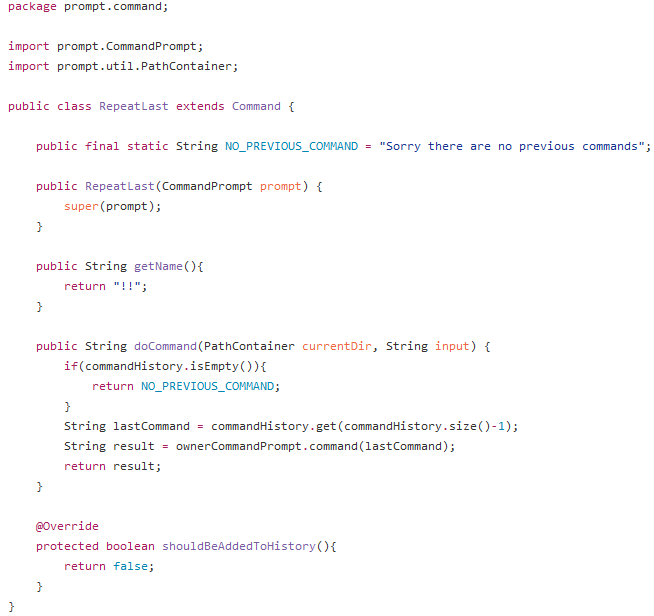 package prompt.command;

import prompt.CommandPrompt;
import prompt.util.PathContainer;

public class RepeatLast extends Command {

    public final static String NO_PREVIOUS_COMMAND = "Sorry there are no previous commands";

    public RepeatLast(CommandPrompt prompt) {
        super(prompt);
    }

    public String getName(){
        return "!!";
    }

    public String doCommand(PathContainer currentDir, String input) {
        if(commandHistory.isEmpty()){
            return NO_PREVIOUS_COMMAND;
        }
        String lastCommand = commandHistory.get(commandHistory.size()-1);
        String result = ownerCommandPrompt.command(lastCommand);
        return result;
    }

    @Override
    protected boolean shouldBeAddedToHistory(){
        return false;
    }
}